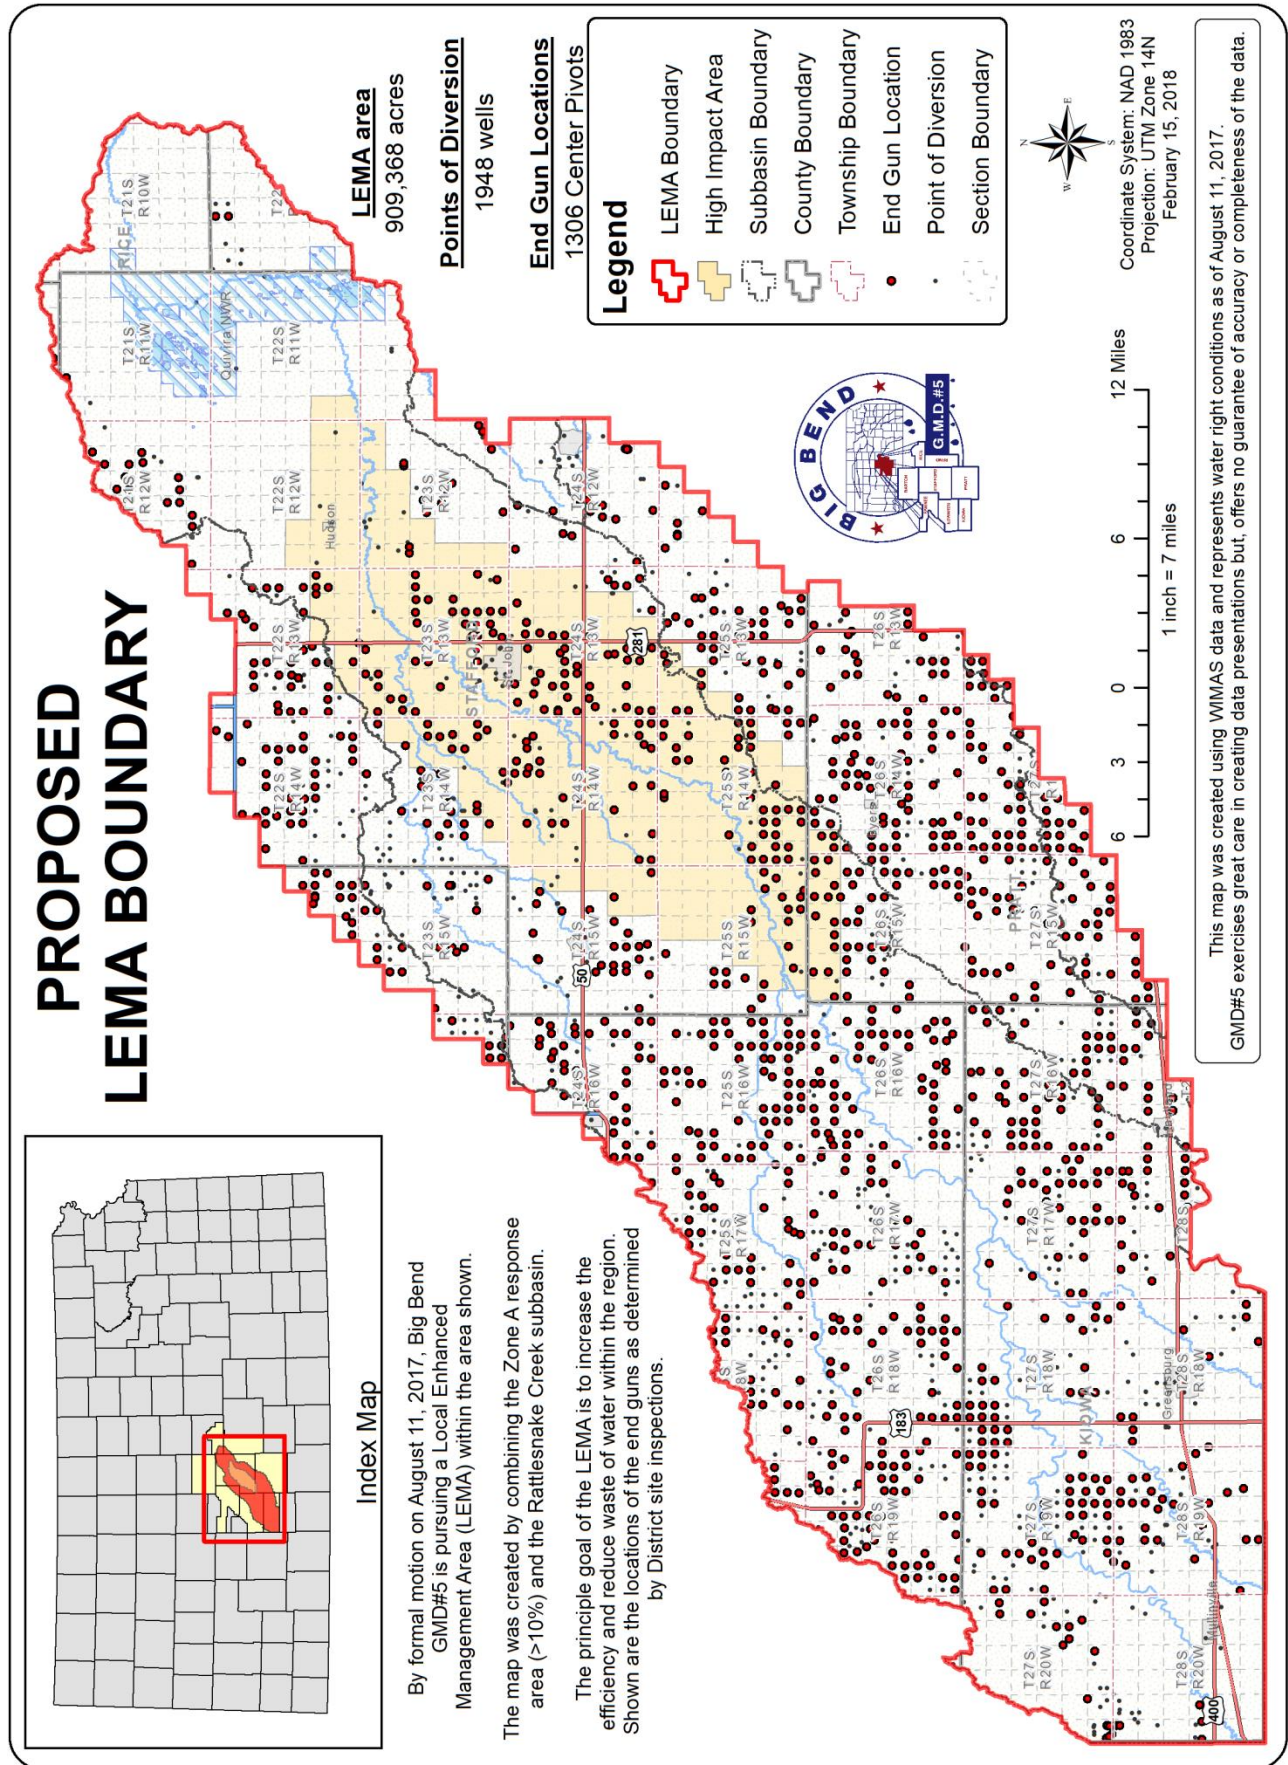 PROPOSED
LEMA BOUNDARY
Index Map
By formal motion on August 11, 2017, Big Bend
GMD#5 is pursuing a Local Enhanced
Management Area (LEMA) within the area shown.
The map was created by combining the Zone A response
area (>10%) and the Rattlesnake Creek subbasin.
The principle goal of the LEMA is to increase the
efficiency and reduce waste of water within the region.
Shown are the locations of the end guns as determined
by District site inspections.
LEMA area
909,368 acres
Points of Diversion
1948 wells
End Gun Locations
1306 Center Pivots
Legend
LEMA Boundary
High Impact Area
Subbasin Boundary
County Boundary
Township Boundary
End Gun Location
Point of Diversion
Section Boundary
N
W
E
S
Coordinate System: NAD 1983
Projection: UTM Zone 14N
February 15, 2018
BIG BEND
G.M.D.#5
6 3 0 6 12 Miles
1 inch = 7 miles
This map was created using WIMAS data and represents water right conditions as of August 11, 2017.
GMD#5 exercises great care in creating data presentations but, offers no guarantee of accuracy or completeness of the data.
RICE
T21S
R10W
T22
T21S
R11W
Quivira NWR
T22S
R11W
T21S
R12W
T22S
R12W
Hudson
T23S
R12W
T24S
R12W
T22S
R13W
T23S
R13W
STAFFORD
St. John
T24S
R13W
281
T25S
R13W
T26S
R13W
T22S
R14W
T23S
R14W
T24S
R14W
T25S
R14W
T26S
R14W
Byers
T27S
R1
T23S
R15W
T24S
R15W
50
T25S
R15W
T26S
R15W
PRATT
T27S
R15W
T24S
R16W
T25S
R16W
T26S
R16W
T27S
R16W
Haviland
T25S
R17W
T26S
R17W
T27S
R17W
T28S
S
8W
T26S
R18W
T27S
R18W
Greensburg
T28S
R18W
183
KIOWA
T26S
R19W
T27S
R19W
T28S
R19W
T27S
R20W
T28S
R20W
Mullinville
400